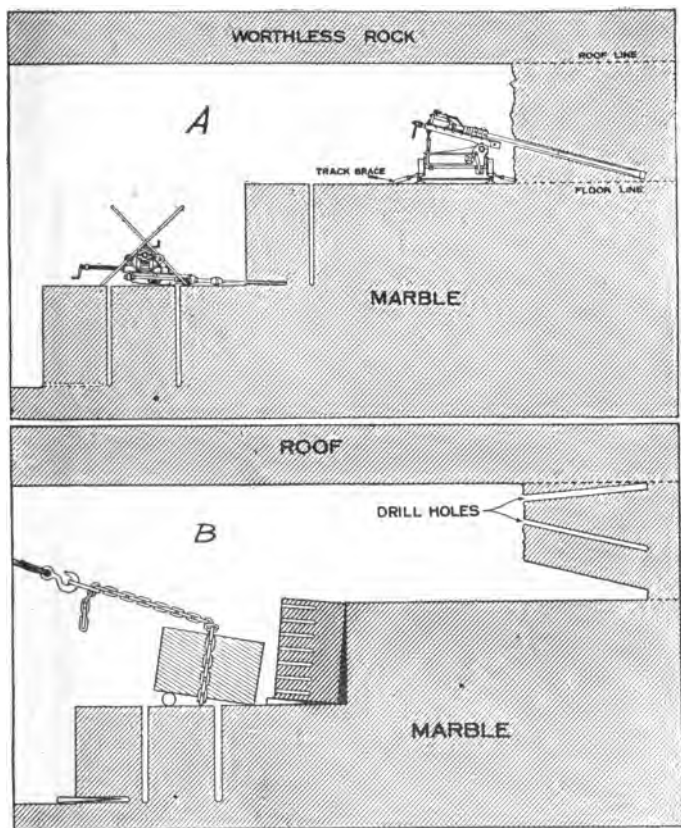 WORTHLESS ROCK
ROOF LINE
A
TRACK BRACE
FLOOR LINE
MARBLE
ROOF
DRILL HOLES
B
MARBLE